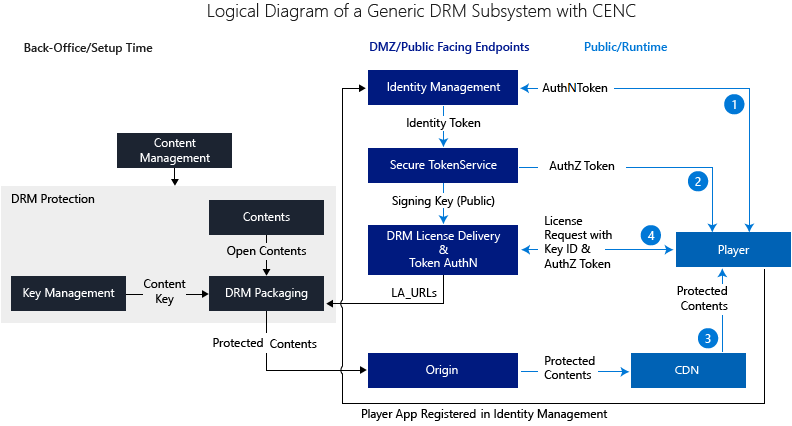 Logical Diagram of a Generic DRM Subsystem with CENC
Back-Office/Setup Time
DMZ/Public Facing Endpoints
Public/Runtime
Identity Management
AuthNToken
1
Identity Token
Content
Management
Secure TokenService
AuthZ Token
2
DRM Protection
Signing Key (Public)
Contents
Open Contents
DRM License Delivery
&
Token AuthN
License
Request with
Key ID &
AuthZ Token
4
Player
Key Management
Content
Key
DRM Packaging
LA_URLs
Protected
Contents
Protected Contents
3
Origin
Protected
Contents
CDN
Player App Registered in Identity Management